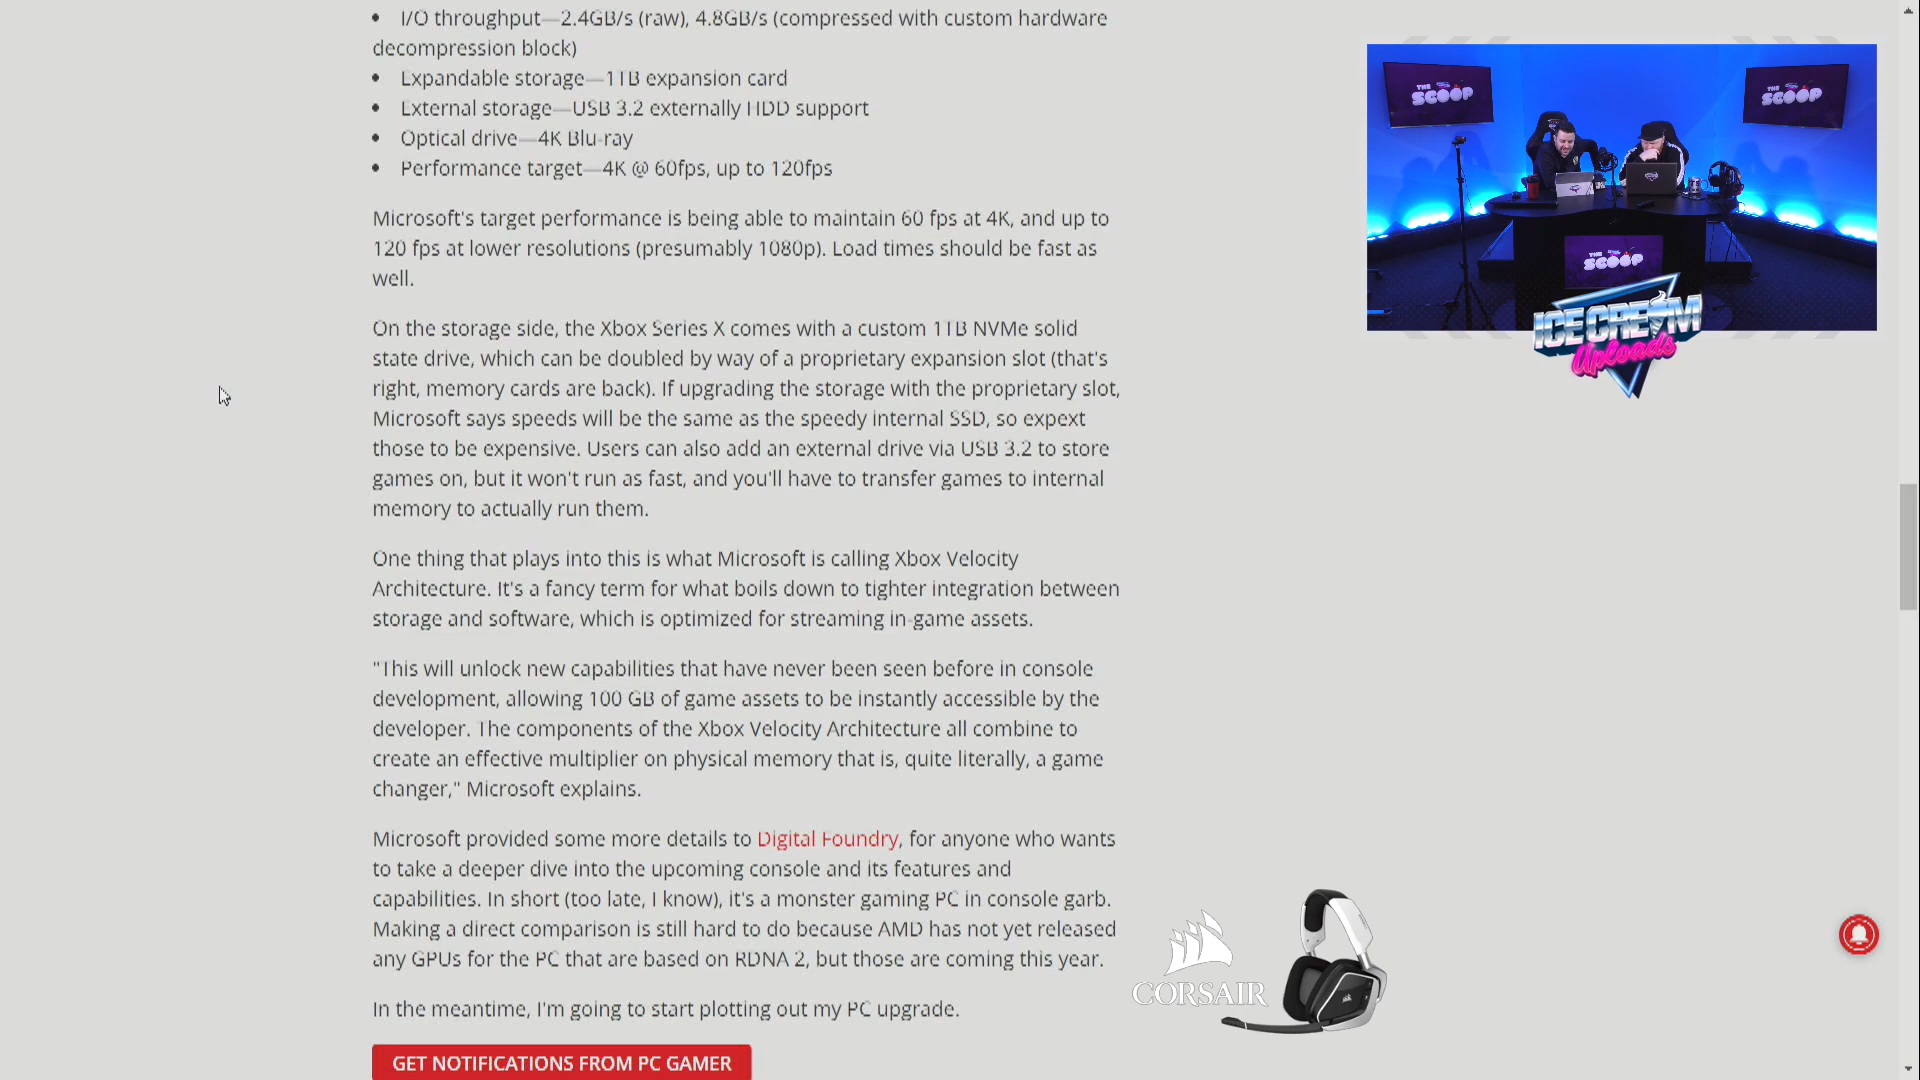 • I/O throughput—2.4GB/s (raw), 4.8GB/s (compressed with custom hardware
decompression block)
• Expandable storage—1TB expansion card
• External storage—USB 3.2 externally HDD support
• Optical drive—4K Blu-ray
• Performance target—4K @ 60fps, up to 120fps
Microsoft's target performance is being able to maintain 60 fps at 4K, and up to
120 fps at lower resolutions (presumably 1080p). Load times should be fast as
well.
On the storage side, the Xbox Series X comes with a custom 1TB NVMe solid
state drive, which can be doubled by way of a proprietary expansion slot (that's
right, memory cards are back). If upgrading the storage with the proprietary slot,
Microsoft says speeds will be the same as the speedy internal SSD, so expext
those to be expensive. Users can also add an external drive via USB 3.2 to store
games on, but it won't run as fast, and you'll have to transfer games to internal
memory to actually run them.
One thing that plays into this is what Microsoft is calling Xbox Velocity
Architecture. It's a fancy term for what boils down to tighter integration between
storage and software, which is optimized for streaming in-game assets.
"This will unlock new capabilities that have never been seen before in console
development, allowing 100 GB of game assets to be instantly accessible by the
developer. The components of the Xbox Velocity Architecture all combine to
create an effective multiplier on physical memory that is, quite literally, a game
changer," Microsoft explains.
Microsoft provided some more details to Digital Foundry, for anyone who wants
to take a deeper dive into the upcoming console and its features and
capabilities. In short (too late, I know), it's a monster gaming PC in console garb.
Making a direct comparison is still hard to do because AMD has not yet released
any GPUs for the PC that are based on RDNA 2, but those are coming this year.
In the meantime, I'm going to start plotting out my PC upgrade.
GET NOTIFICATIONS FROM PC GAMER
THE
SCOOP
THE
SCOOP
THE
SCOOP
ICE CREAM
Uploads
CORSAIR